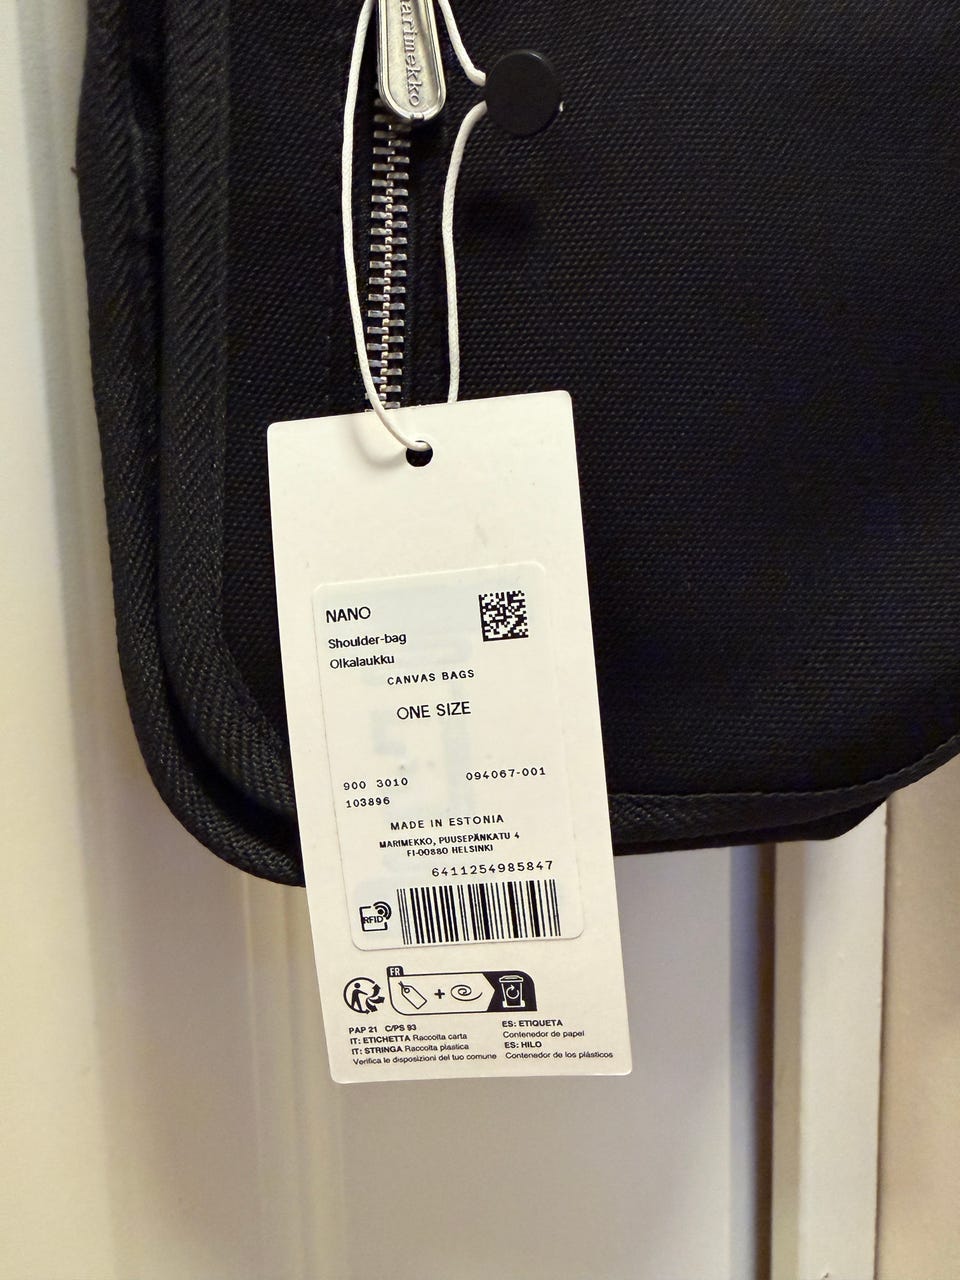 marimekko
NANO
Shoulder-bag
Olkalaukku
CANVAS BAGS
ONE SIZE
900 3010 094067-001
103896
MADE IN ESTONIA
MARIMEKKO, PUUSEPÄNKATU 4
FI-00880 HELSINKI
6411254985847
RFID
FR
+
PAP 21 C/PS 93
IT: ETICHETTA Raccolta carta
IT: STRINGA Raccolta plastica
Verifica le disposizioni del tuo comune
ES: ETIQUETA
Contenedor de papel
ES: HILO
Contenedor de los plásticos